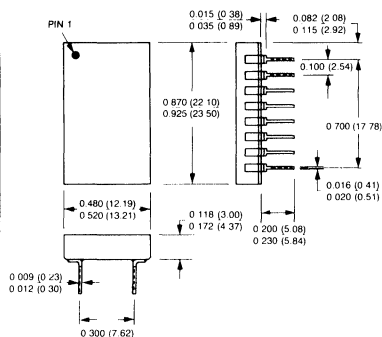 PIN 1
0.015 (0 38)
0.035 (0 89)
0.082 (2 08)
0.115 (2.92)
0.100 (2.54)
0.870 (22 10)
0.925 (23 50)
0 700 (17 78)
0.016 (0 41)
0 020 (0.51)
0.480 (12.19)
0 520 (13.21)
0.118 (3.00)
0 172 (4 37)
0 200 (5 08)
0 230 (5 84)
0 009 (0 23)
0 012 (0 30)
0 300 (7 62)